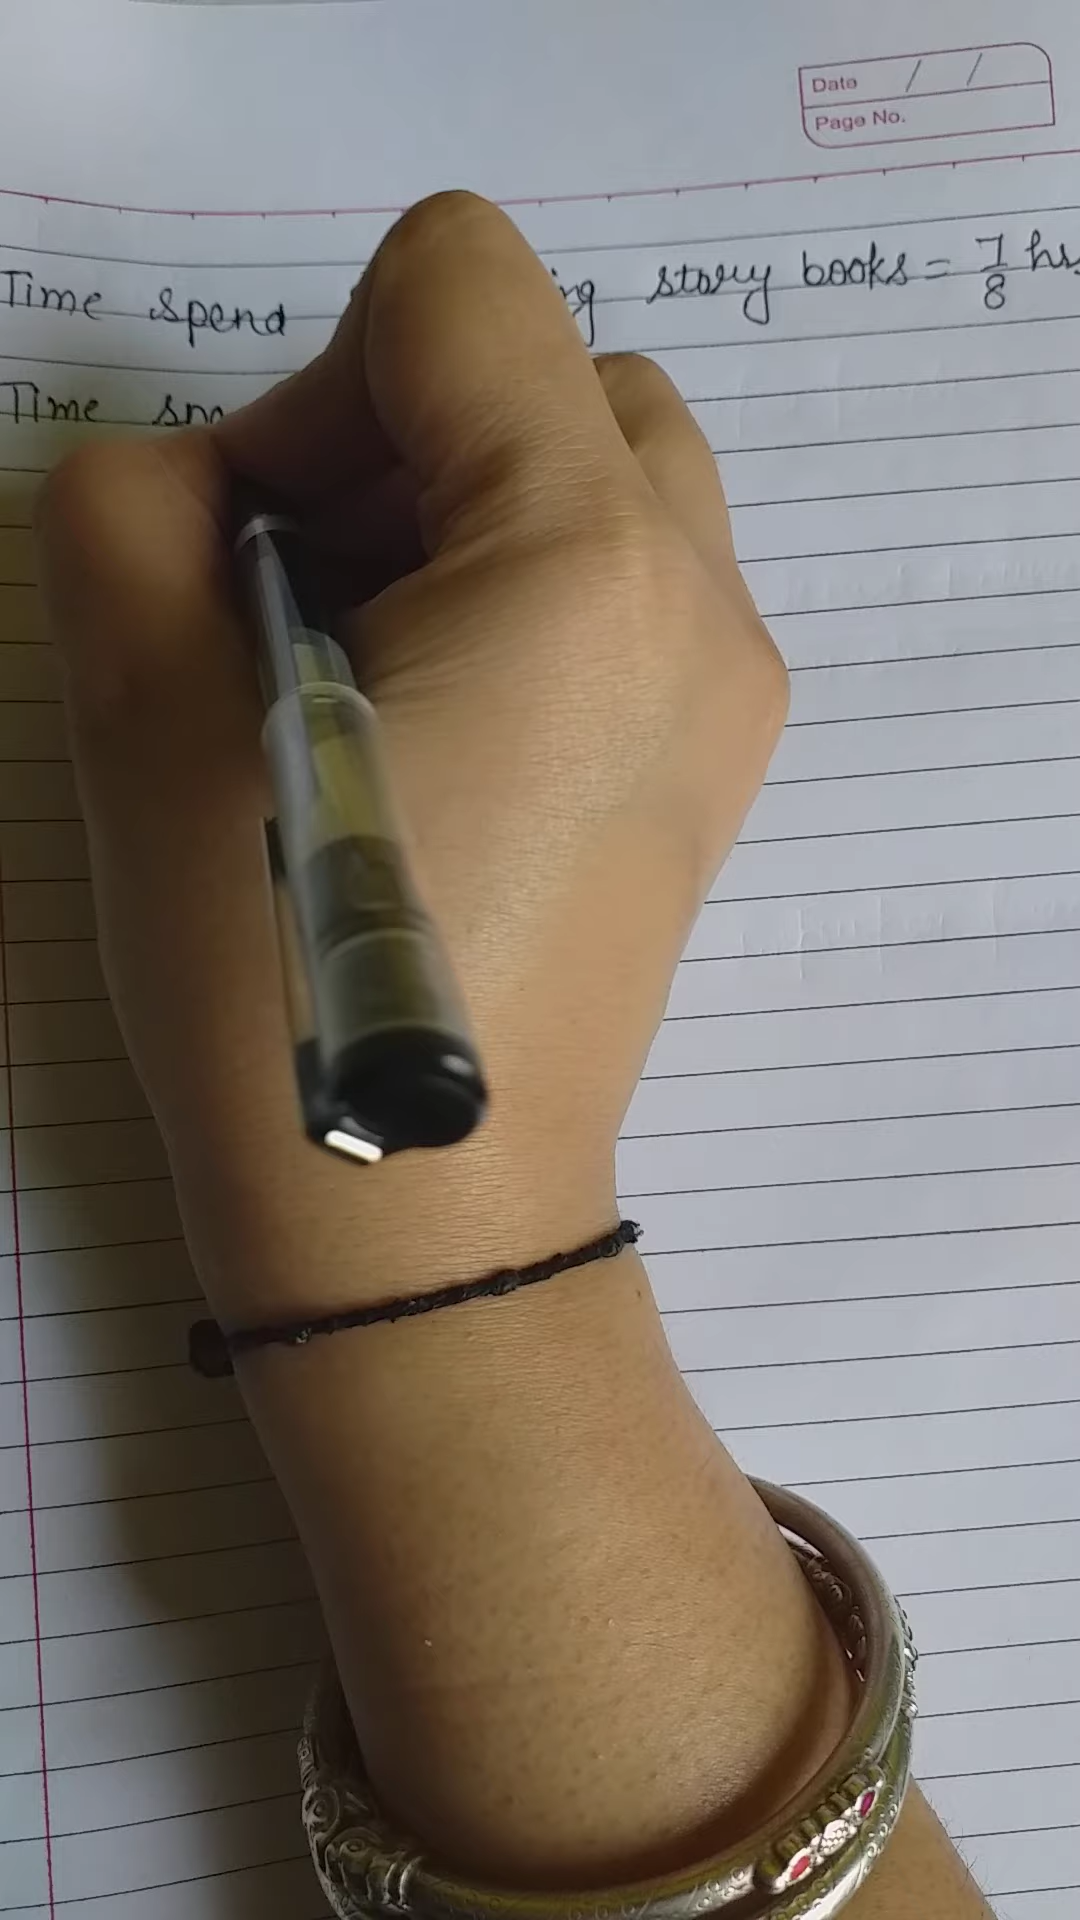 Date / /
Page No.
Time spend story books = 7/8 hrs
Time